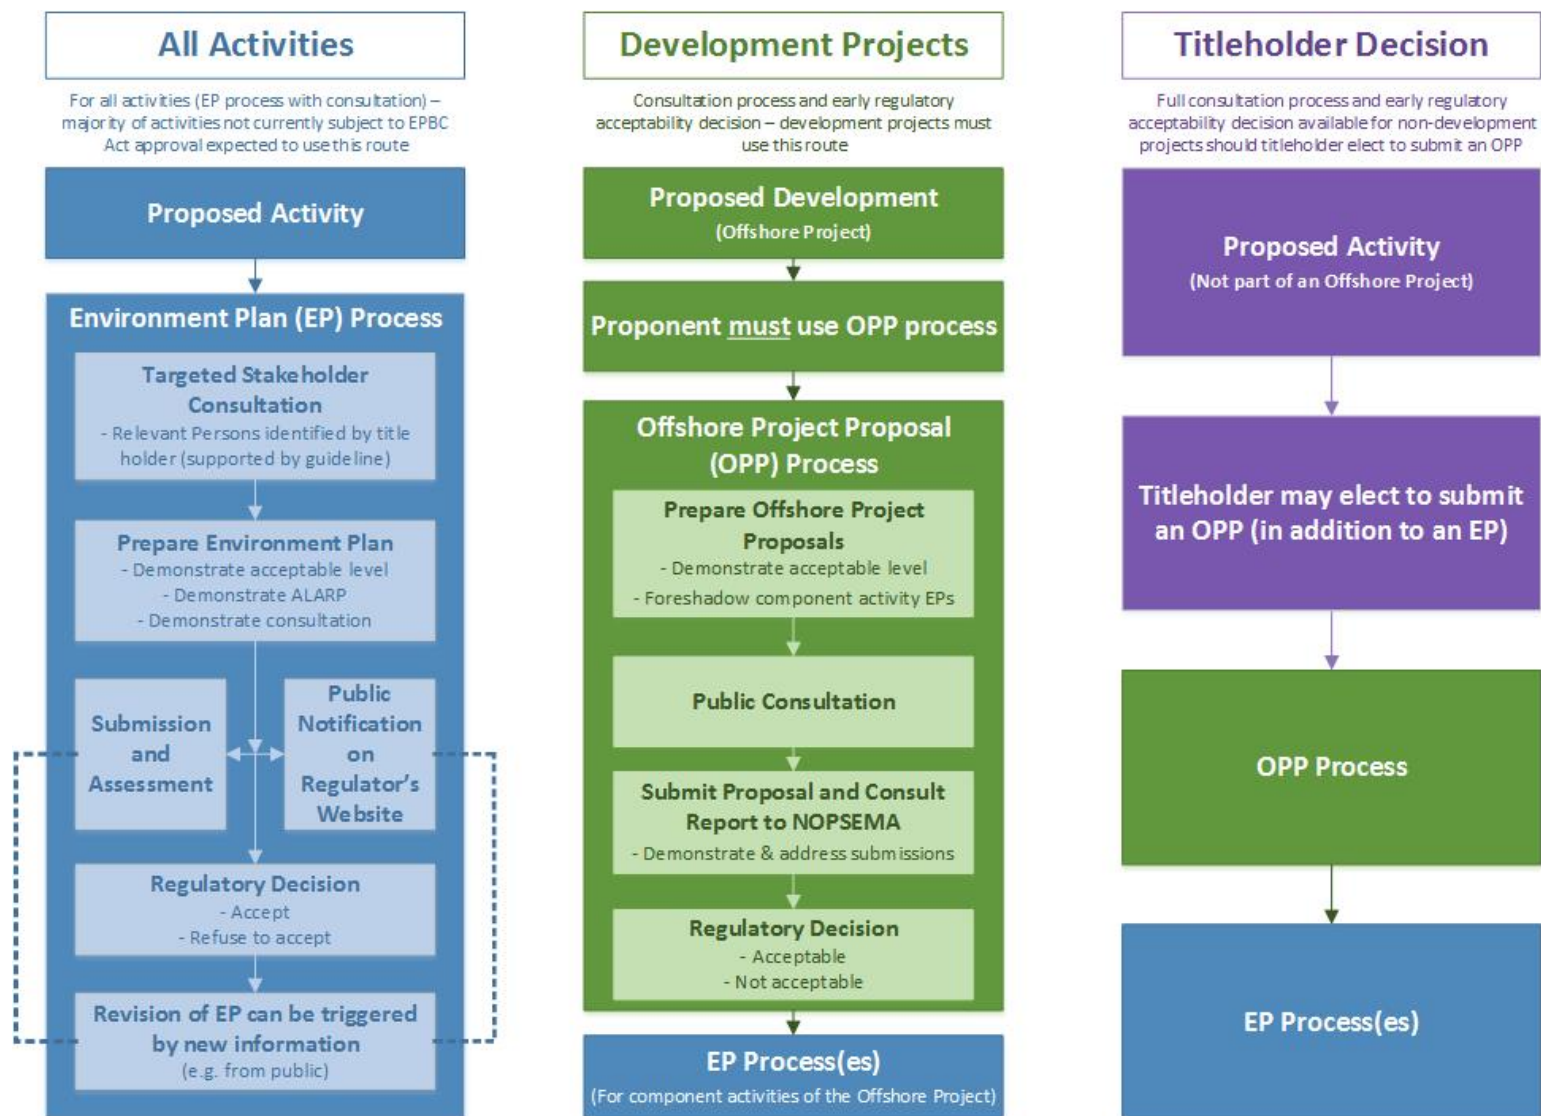 All Activities
For all activities (EP process with consultation) –
majority of activities not currently subject to EPBC
Act approval expected to use this route
Proposed Activity
Environment Plan (EP) Process
Targeted Stakeholder
Consultation
- Relevant Persons identified by title
holder (supported by guideline)
Prepare Environment Plan
- Demonstrate acceptable level
- Demonstrate ALARP
- Demonstrate consultation
Submission
and
Assessment
Public
Notification
on
Regulator's
Website
Regulatory Decision
- Accept
- Refuse to accept
Revision of EP can be triggered
by new information
(e.g. from public)
Development Projects
Consultation process and early regulatory
acceptability decision – development projects must
use this route
Proposed Development
(Offshore Project)
Proponent must use OPP process
Offshore Project Proposal
(OPP) Process
Prepare Offshore Project
Proposals
- Demonstrate acceptable level
- Foreshadow component activity EPs
Public Consultation
Submit Proposal and Consult
Report to NOPSEMA
- Demonstrate & address submissions
Regulatory Decision
- Acceptable
- Not acceptable
EP Process(es)
(For component activities of the Offshore Project)
Titleholder Decision
Full consultation process and early regulatory
acceptability decision available for non-development
projects should titleholder elect to submit an OPP
Proposed Activity
(Not part of an Offshore Project)
Titleholder may elect to submit
an OPP (in addition to an EP)
OPP Process
EP Process(es)